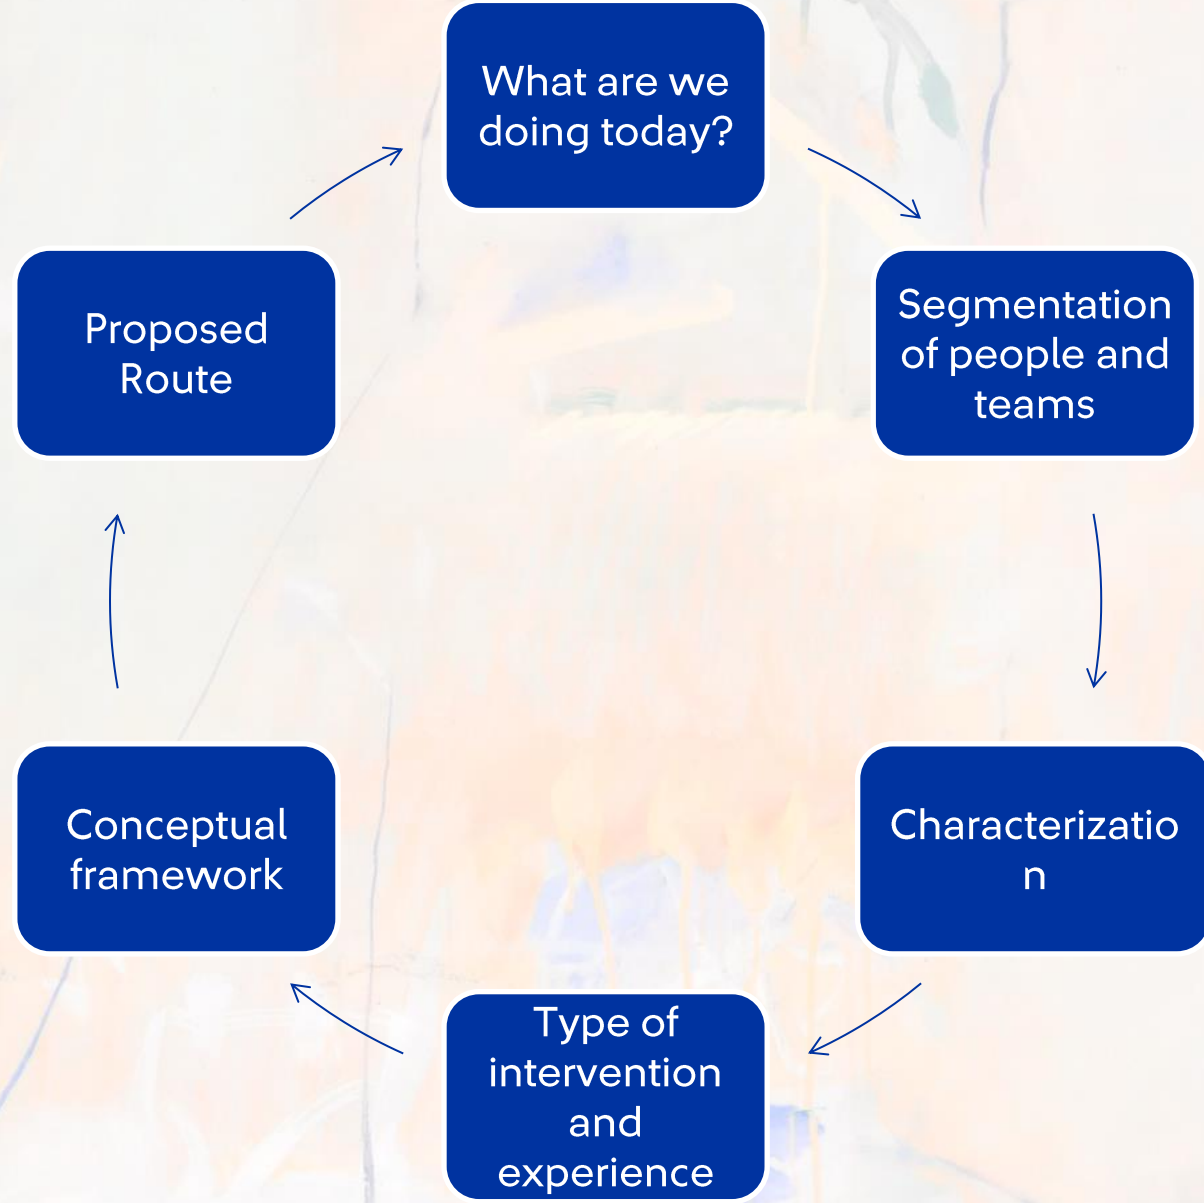 What are we
doing today?
Segmentation
of people and
teams
Characterizatio
n
Type of
intervention
and
experience
Conceptual
framework
Proposed
Route